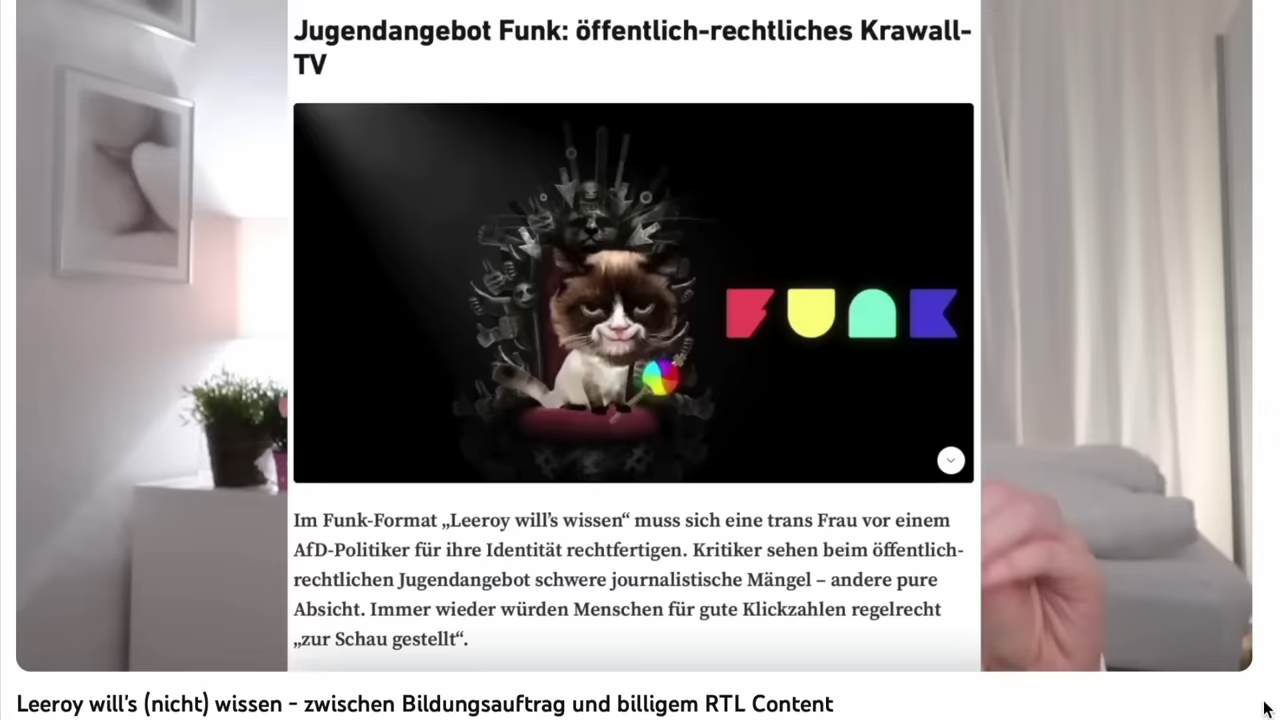 Jugendangebot Funk: öffentlich-rechtliches Krawall-
TV
FUNK
Im Funk-Format „Leeroy will’s wissen“ muss sich eine trans Frau vor einem
AfD-Politiker für ihre Identität rechtfertigen. Kritiker sehen beim öffentlich-
rechtlichen Jugendangebot schwere journalistische Mängel – andere pure
Absicht. Immer wieder würden Menschen für gute Klickzahlen regelrecht
„zur Schau gestellt“.
Leeroy will's (nicht) wissen - zwischen Bildungsauftrag und billigem RTL Content